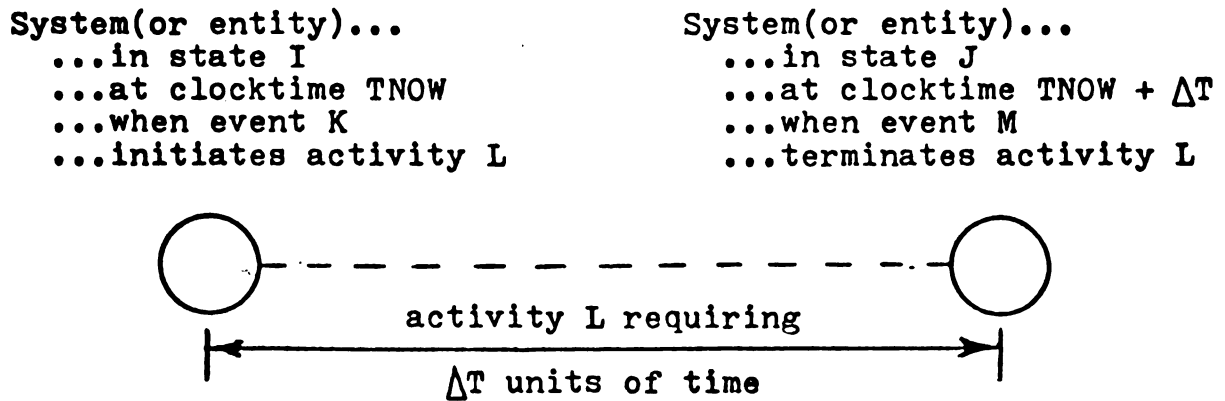 System(or entity)...
...in state I
...at clocktime TNOW
...when event K
...initiates activity L
System(or entity)...
...in state J
...at clocktime TNOW + ΔT
...when event M
...terminates activity L
activity L requiring
ΔT units of time